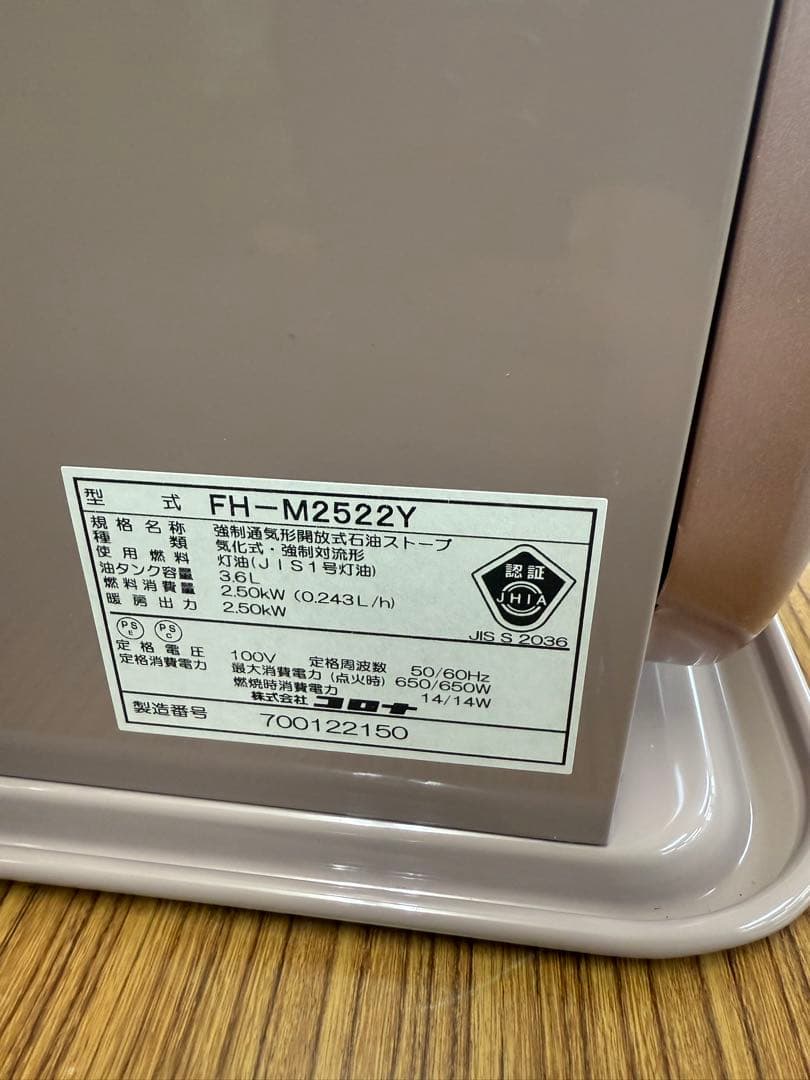 型式 FH-M2522Y
規格名称 強制通気形開放式石油ストーブ
種類 気化式・強制対流形
使用燃料 灯油(JIS1号灯油)
油タンク容量 3.6L
燃料消費量 2.50kW (0.243L/h)
暖房出力 2.50kW
認証
JHIA
JIS S 2036
PS E PS C
定格電圧 100V 定格周波数 50/60Hz
定格消費電力 最大消費電力 (点火時) 650/650W
燃焼時消費電力 14/14W
株式会社 コロナ
製造番号 700122150